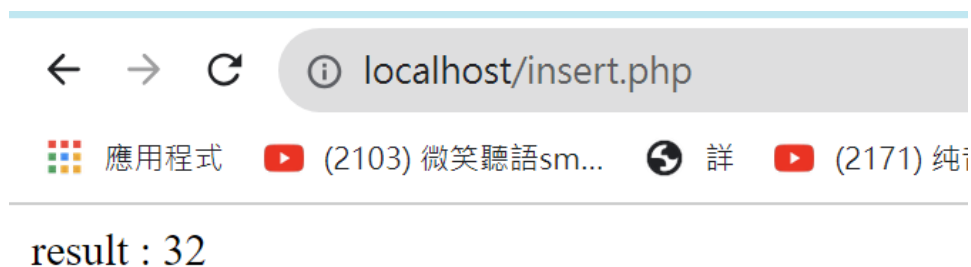 localhost/insert.php
應用程式 (2103) 微笑聽語sm... 詳 (2171) 纯
result : 32